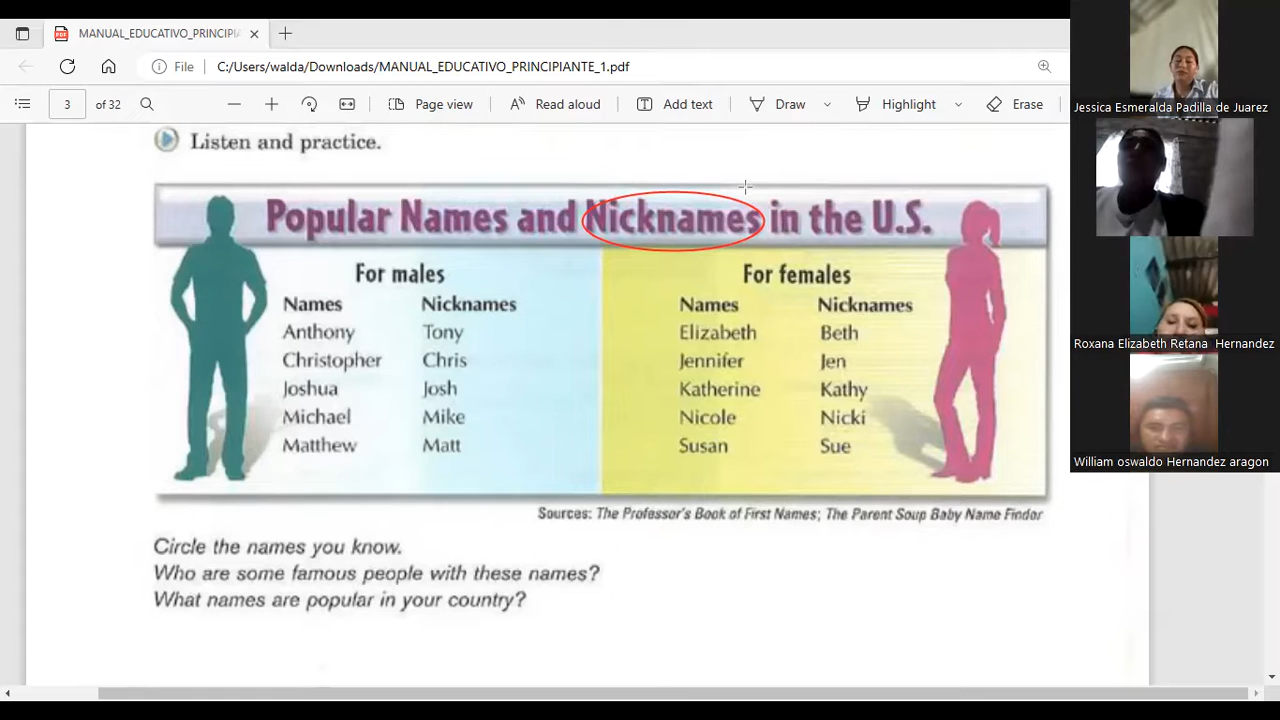 MANUAL_EDUCATIVO_PRINCIPIA
File C:/Users/walda/Downloads/MANUAL_EDUCATIVO_PRINCIPIANTE_1.pdf
3 of 32 Page view Read aloud Add text Draw Highlight Erase
Listen and practice.
Popular Names and Nicknames in the U.S.
For males
Names Nicknames
Anthony Tony
Christopher Chris
Joshua Josh
Michael Mike
Matthew Matt
For females
Names Nicknames
Elizabeth Beth
Jennifer Jen
Katherine Kathy
Nicole Nicki
Susan Sue
Sources: The Professor's Book of First Names; The Parent Soup Baby Name Finder
Circle the names you know.
Who are some famous people with these names?
What names are popular in your country?
Jessica Esmeralda Padilla de Juarez
Roxana Elizabeth Retana Hernandez
William oswaldo Hernandez aragon